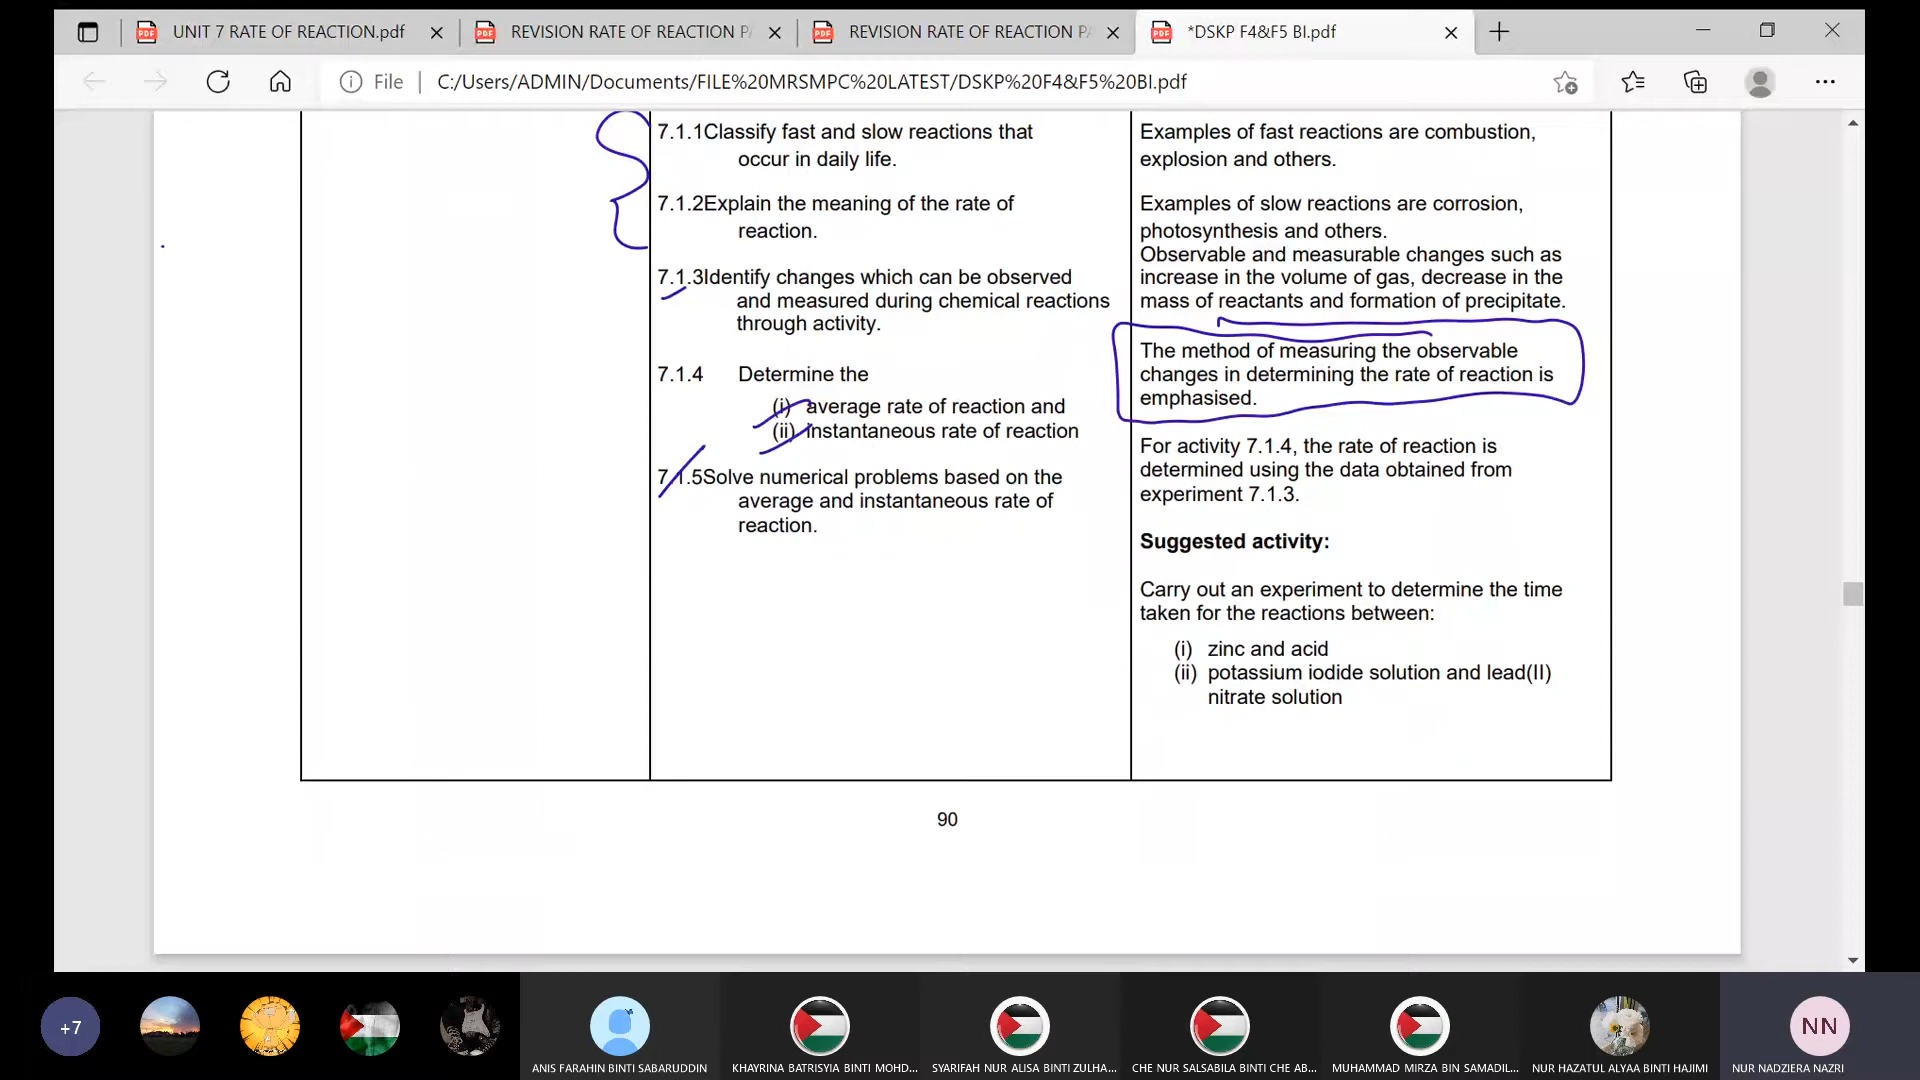 UNIT 7 RATE OF REACTION.pdf
REVISION RATE OF REACTION PA
REVISION RATE OF REACTION PA
*DSKP F4&F5 BI.pdf
File
C:/Users/ADMIN/Documents/FILE%20MRSMPC%20LATEST/DSKP%20F4&F5%20BI.pdf
7.1.1Classify fast and slow reactions that
occur in daily life.
7.1.2Explain the meaning of the rate of
reaction.
7.1.3Identify changes which can be observed
and measured during chemical reactions
through activity.
7.1.4 Determine the
(i) average rate of reaction and
(ii) instantaneous rate of reaction
7.1.5Solve numerical problems based on the
average and instantaneous rate of
reaction.
Examples of fast reactions are combustion,
explosion and others.
Examples of slow reactions are corrosion,
photosynthesis and others.
Observable and measurable changes such as
increase in the volume of gas, decrease in the
mass of reactants and formation of precipitate.
The method of measuring the observable
changes in determining the rate of reaction is
emphasised.
For activity 7.1.4, the rate of reaction is
determined using the data obtained from
experiment 7.1.3.
Suggested activity:
Carry out an experiment to determine the time
taken for the reactions between:
(i) zinc and acid
(ii) potassium iodide solution and lead(II)
nitrate solution
90
+7
NN
ANIS FARAHIN BINTI SABARUDDIN
KHAYRINA BATRISYIA BINTI MOHD...
SYARIFAH NUR ALISA BINTI ZULHA...
CHE NUR SALSABILA BINTI CHE AB...
MUHAMMAD MIRZA BIN SAMADIL...
NUR HAZATUL ALYAA BINTI HAJIMI
NUR NADZIERA NAZRI